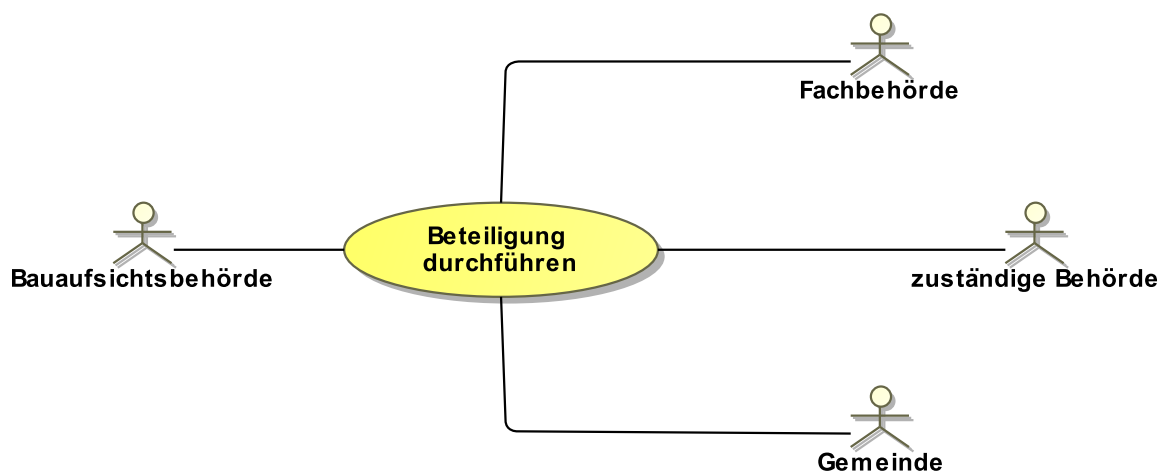 Fachbehörde
Beteiligung
durchführen
Bauaufsichtsbehörde
zuständige Behörde
Gemeinde